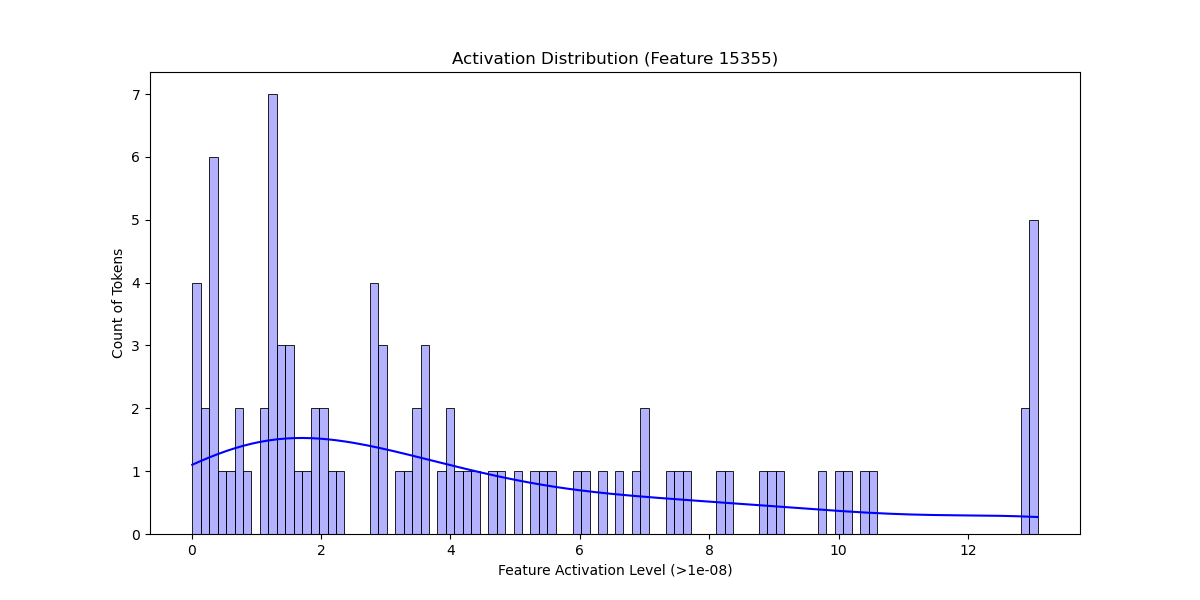 Activation Distribution (Feature 15355)
Count of Tokens
7
6
5
4
3
2
1
0
0 2 4 6 8 10 12
Feature Activation Level (>1e-08)